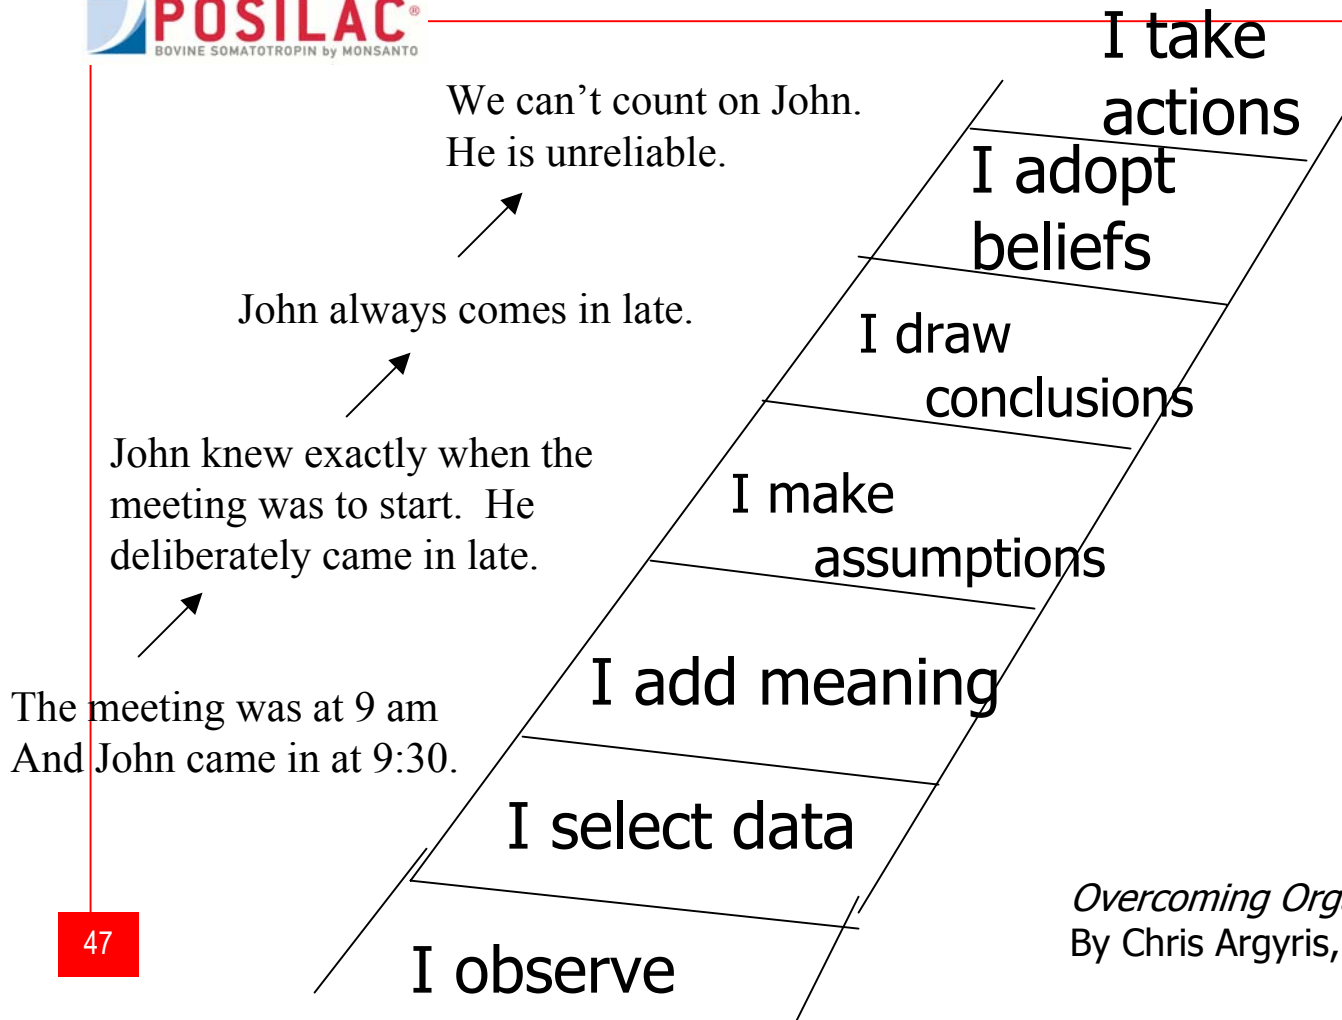 POSILAC®
BOVINE SOMATOTROPIN by MONSANTO
I take
actions
We can’t count on John.
He is unreliable.
I adopt
beliefs
John always comes in late.
I draw
conclusions
John knew exactly when the
meeting was to start.  He
deliberately came in late.
I make
assumptions
I add meaning
The meeting was at 9 am
And John came in at 9:30.
I select data
Overcoming
By Chris Argyris,
47
I observe